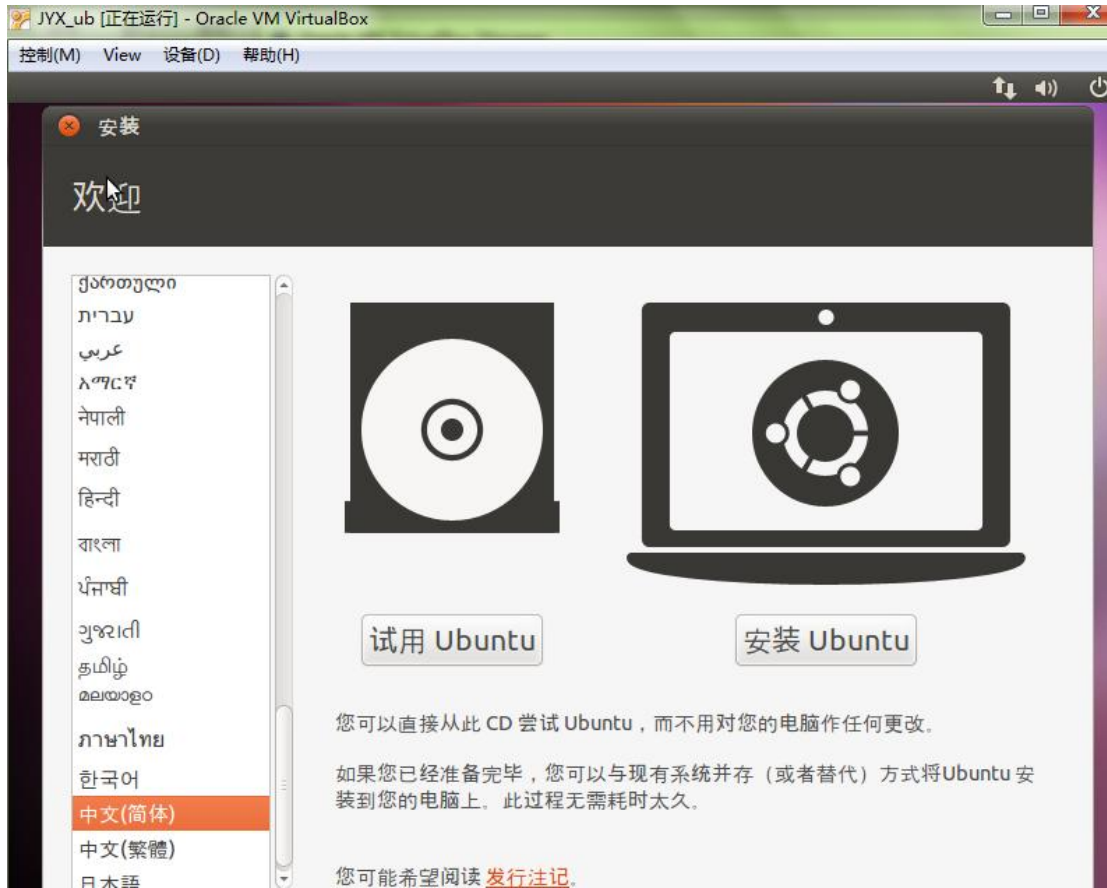 JYX_ub [正在运行] - Oracle VM VirtualBox
控制(M) View 设备(D) 帮助(H)
安装
欢迎
ქართული
עברית
عربي
አማርኛ
नेपाली
मराठी
हिन्दी
বাংলা
ਪੰਜਾਬੀ
ગુજરાતી
தமிழ்
മലയാളം
ภาษาไทย
한국어
中文(简体)
中文(繁體)
日本語
试用 Ubuntu
安装 Ubuntu
您可以直接从此 CD 尝试 Ubuntu，而不用对您的电脑作任何更改。
如果您已经准备完毕，您可以与现有系统并存（或者替代）方式将Ubuntu 安
装到您的电脑上。此过程无需耗时太久。
您可能希望阅读 发行注记。